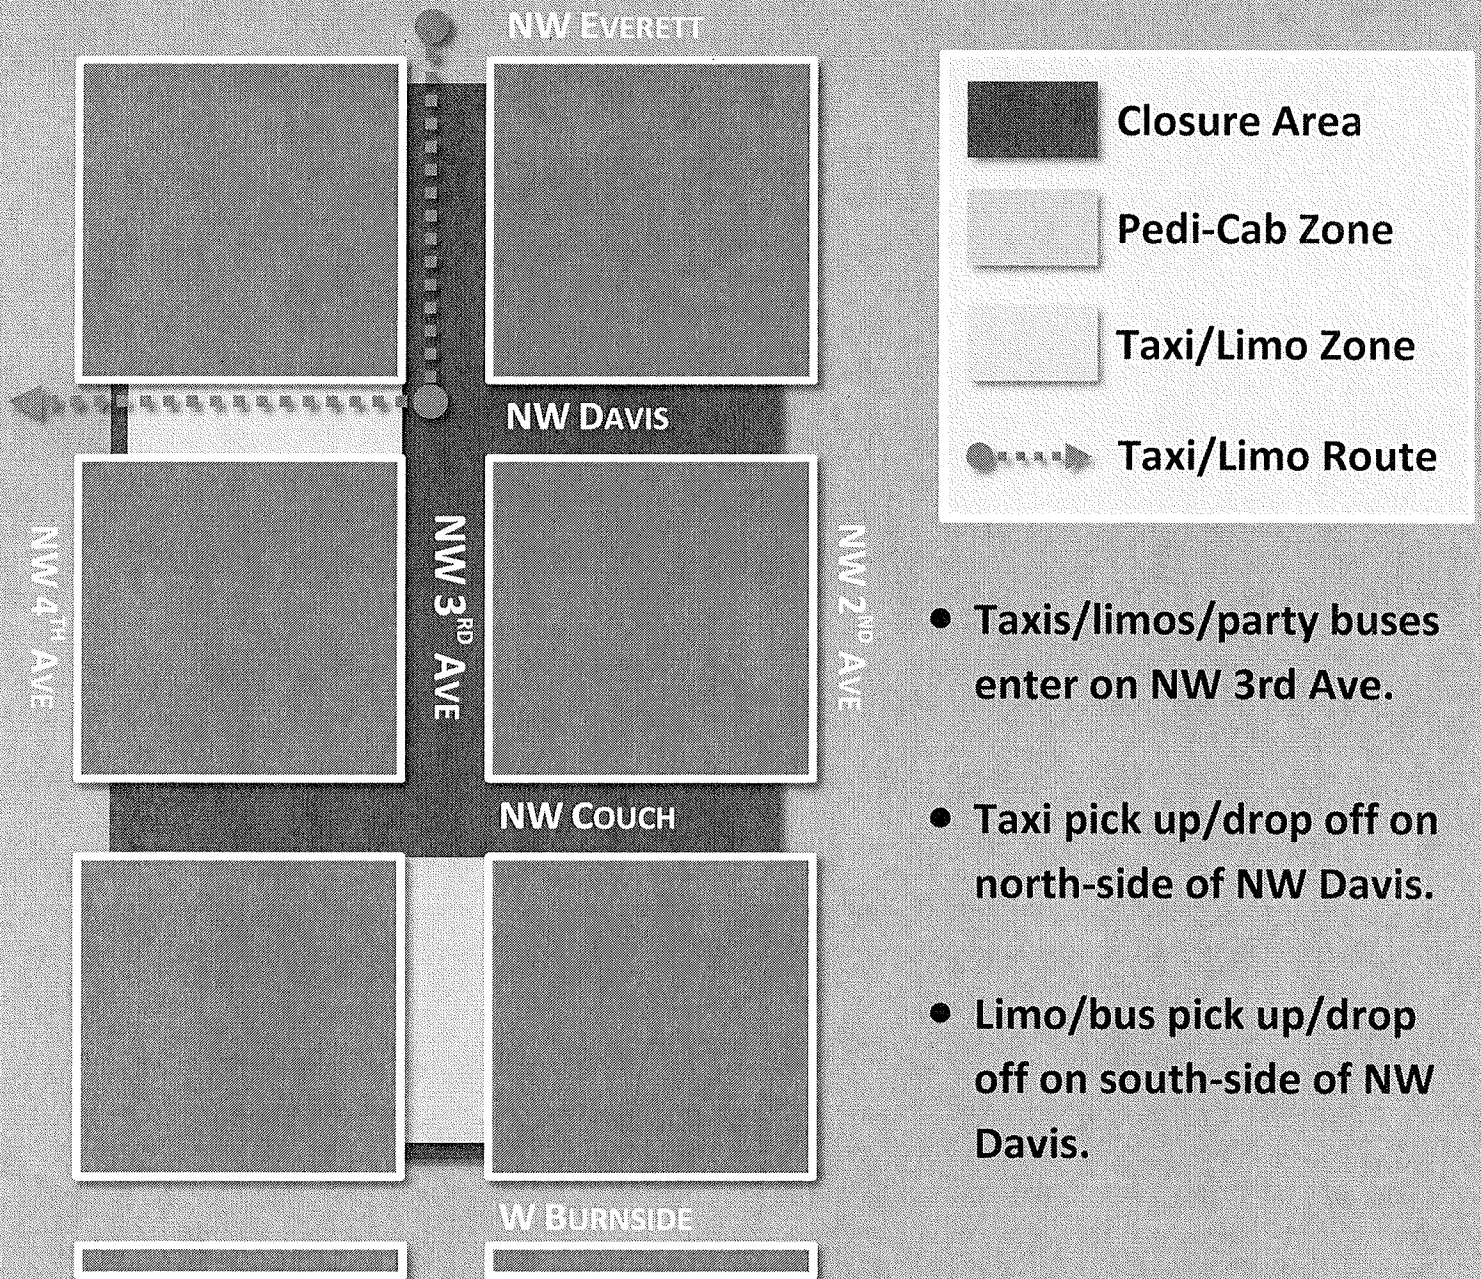 NW EVERETT
Closure Area
Pedi-Cab Zone
Taxi/Limo Zone
NW DAVIS
Taxi/Limo Route
NW 4TH AVE
NW 3RD AVE
NW 2ND AVE
• Taxis/limos/party buses
enter on NW 3rd Ave.
NW COUCH
• Taxi pick up/drop off on
north-side of NW Davis.
• Limo/bus pick up/drop
off on south-side of NW
Davis.
W BURNSIDE